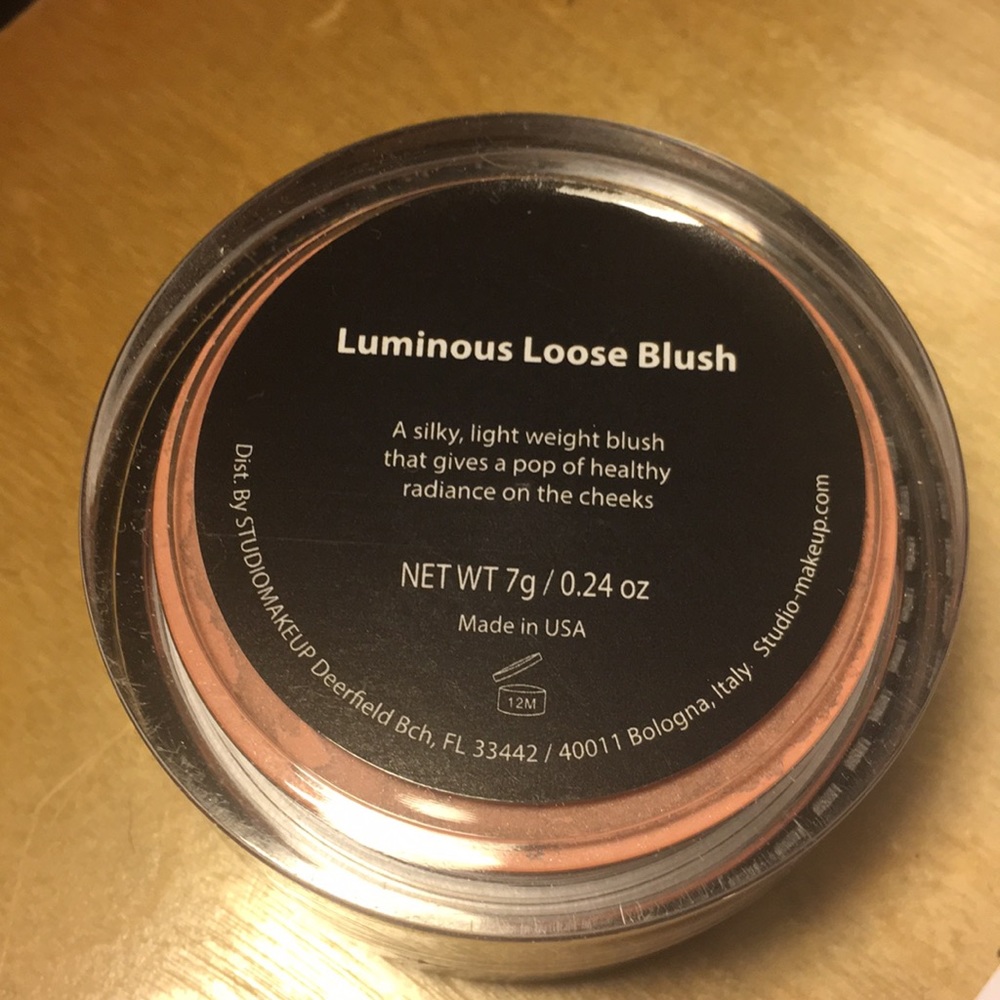 Luminous Loose Blush
A silky, light weight blush
that gives a pop of healthy
radiance on the cheeks
NET WT 7g / 0.24 oz
Made in USA
12M
Dist. By STUDIOMAKEUP Deerfield Bch, FL 33442 / 40011 Bologna, Italy. Studio-makeup.com